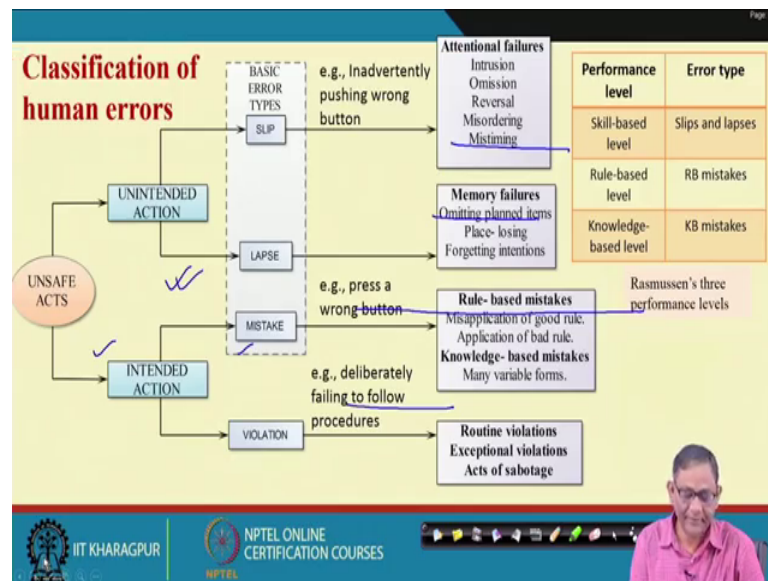 Page:
Classification of
human errors
BASIC
ERROR
TYPES
e.g., Inadvertently
pushing wrong
button
Attentional failures
Intrusion
Omission
Reversal
Misordering
Mistiming
Performance
level
Error type
Skill-based
level
Slips and lapses
Rule-based
level
RB mistakes
Knowledge-
based level
KB mistakes
Rasmussen's three
performance levels
SLIP
UNINTENDED
ACTION
Memory failures
Omitting planned items
Place- losing
Forgetting intentions
LAPSE
UNSAFE
ACTS
e.g., press a
wrong button
Rule- based mistakes
Misapplication of good rule.
Application of bad rule.
Knowledge- based mistakes
Many variable forms.
MISTAKE
INTENDED
ACTION
e.g., deliberately
failing to follow
procedures
VIOLATION
Routine violations
Exceptional violations
Acts of sabotage
IIT KHARAGPUR
NPTEL
NPTEL ONLINE
CERTIFICATION COURSES